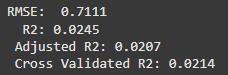 RMSE: 0.7111
R2: 0.0245
Adjusted R2: 0.0207
Cross Validated R2: 0.0214